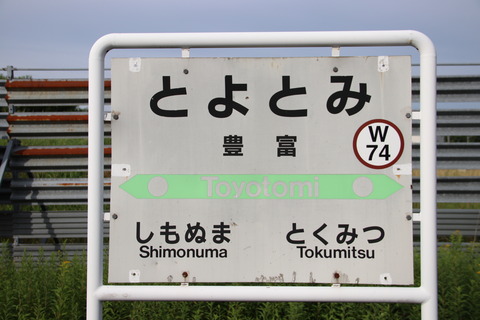 とよとみ
豊富
W
74
Toyotomi
しもぬま とくみつ
Shimonuma Tokumitsu